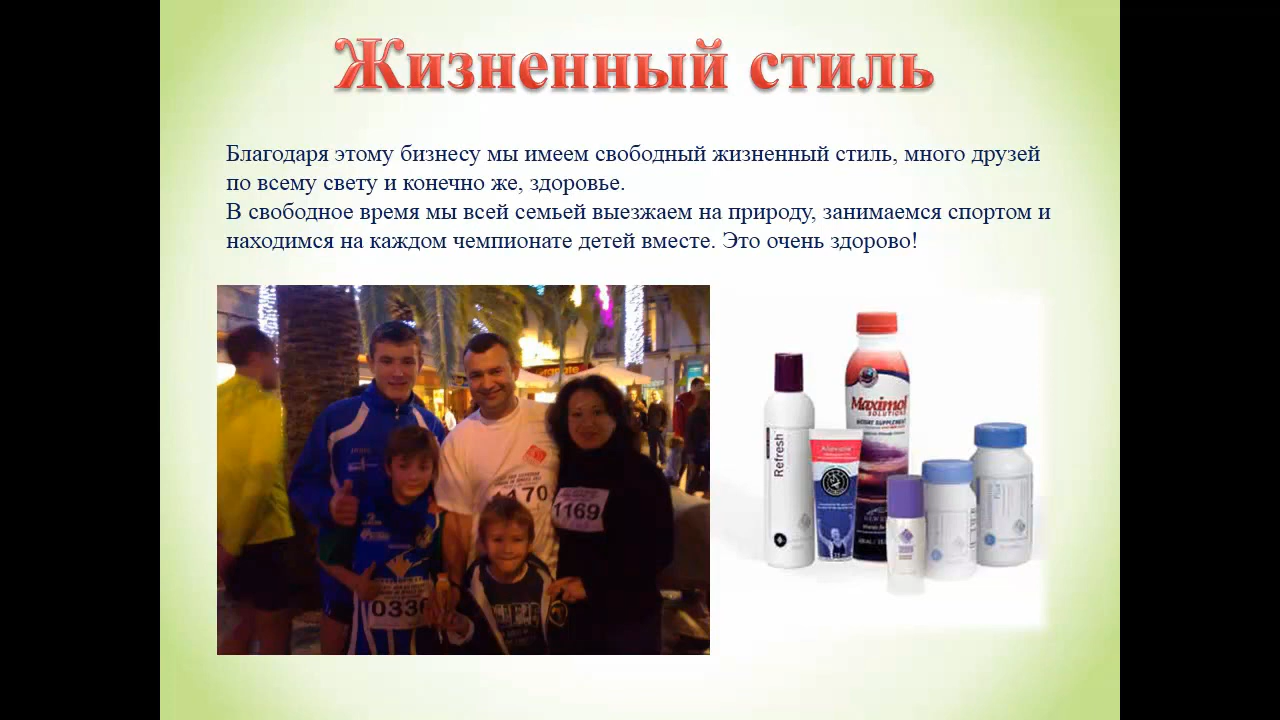 Жизненный стиль
Благодаря этому бизнесу мы имеем свободный жизненный стиль, много друзей
по всему свету и конечно же, здоровье.
В свободное время мы всей семьей выезжаем на природу, занимаемся спортом и
находимся на каждом чемпионате детей вместе. Это очень здорово!
1170
1169
0330
Refresh
Maximol
SOLUTIONS